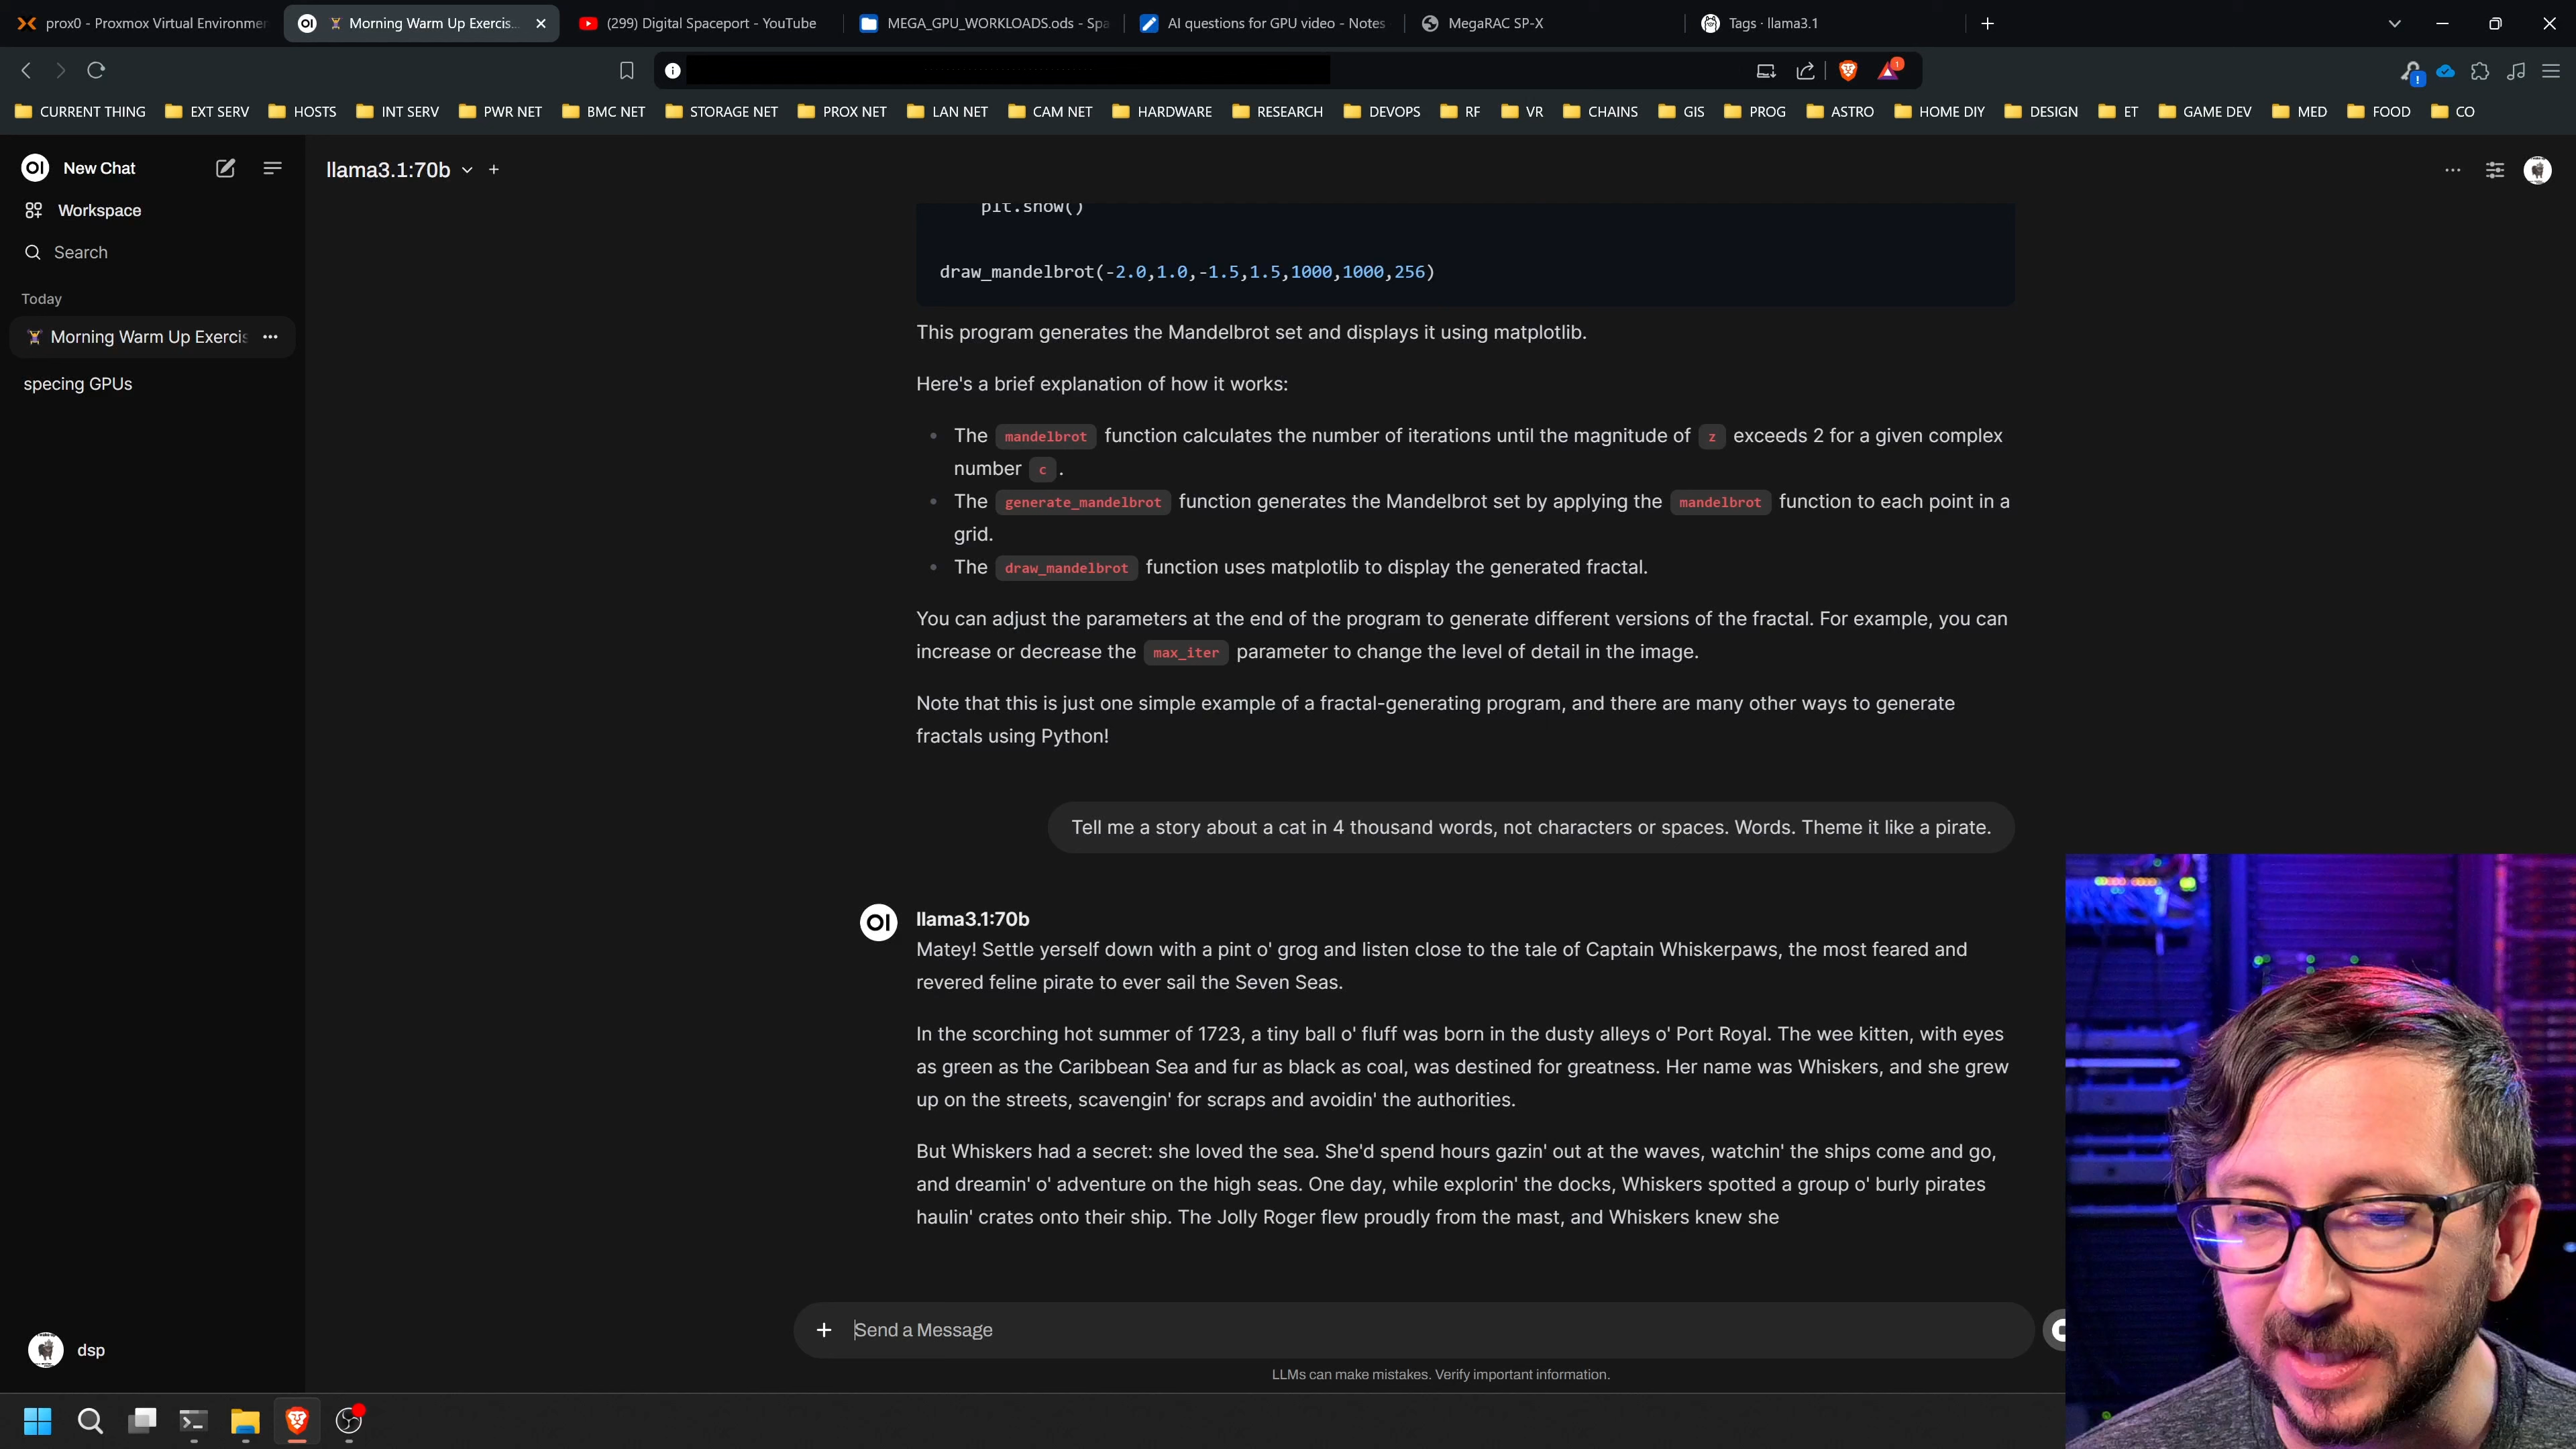 prox0 - Proxmox Virtual Environmen
Morning Warm Up Exercis...
(299) Digital Spaceport - YouTube
MEGA_GPU_WORKLOADS.ods - Spa
AI questions for GPU video - Notes
MegaRAC SP-X
Tags · llama3.1
1
CURRENT THING
EXT SERV
HOSTS
INT SERV
PWR NET
BMC NET
STORAGE NET
PROX NET
LAN NET
CAM NET
HARDWARE
RESEARCH
DEVOPS
RF
VR
CHAINS
GIS
PROG
ASTRO
HOME DIY
DESIGN
ET
GAME DEV
MED
FOOD
CO
OI New Chat
Workspace
Search
Today
Morning Warm Up Exercis
specing GPUs
dsp
llama3.1:70b
plt.show()
draw_mandelbrot(-2.0,1.0,-1.5,1.5,1000,1000,256)
This program generates the Mandelbrot set and displays it using matplotlib.
Here's a brief explanation of how it works:
The mandelbrot function calculates the number of iterations until the magnitude of z exceeds 2 for a given complex
number c .
The generate_mandelbrot function generates the Mandelbrot set by applying the mandelbrot function to each point in a
grid.
The draw_mandelbrot function uses matplotlib to display the generated fractal.
You can adjust the parameters at the end of the program to generate different versions of the fractal. For example, you can
increase or decrease the max_iter parameter to change the level of detail in the image.
Note that this is just one simple example of a fractal-generating program, and there are many other ways to generate
fractals using Python!
Tell me a story about a cat in 4 thousand words, not characters or spaces. Words. Theme it like a pirate.
OI llama3.1:70b
Matey! Settle yerself down with a pint o' grog and listen close to the tale of Captain Whiskerpaws, the most feared and
revered feline pirate to ever sail the Seven Seas.
In the scorching hot summer of 1723, a tiny ball o' fluff was born in the dusty alleys o' Port Royal. The wee kitten, with eyes
as green as the Caribbean Sea and fur as black as coal, was destined for greatness. Her name was Whiskers, and she grew
up on the streets, scavengin' for scraps and avoidin' the authorities.
But Whiskers had a secret: she loved the sea. She'd spend hours gazin' out at the waves, watchin' the ships come and go,
and dreamin' o' adventure on the high seas. One day, while explorin' the docks, Whiskers spotted a group o' burly pirates
haulin' crates onto their ship. The Jolly Roger flew proudly from the mast, and Whiskers knew she
Send a Message
LLMs can make mistakes. Verify important information.